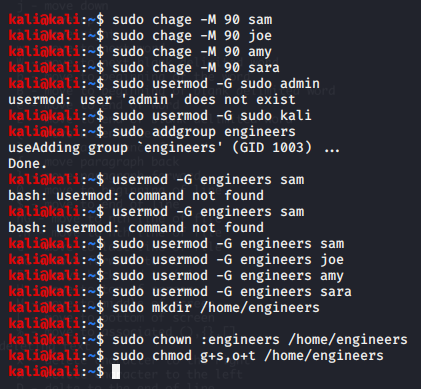 kali@kali:~$ sudo chage -M 90 sam
kali@kali:~$ sudo chage -M 90 joe
kali@kali:~$ sudo chage -M 90 amy
kali@kali:~$ sudo chage -M 90 sara
kali@kali:~$ sudo usermod -G sudo admin
usermod: user 'admin' does not exist
kali@kali:~$ sudo usermod -G sudo kali
kali@kali:~$ sudo addgroup engineers
useAdding group `engineers' (GID 1003) ...
Done.
kali@kali:~$ usermod -G engineers sam
bash: usermod: command not found
kali@kali:~$ usermod -G engineers sam
bash: usermod: command not found
kali@kali:~$ sudo usermod -G engineers sam
kali@kali:~$ sudo usermod -G engineers joe
kali@kali:~$ sudo usermod -G engineers amy
kali@kali:~$ sudo usermod -G engineers sara
kali@kali:~$ sudo mkdir /home/engineers
kali@kali:~$
kali@kali:~$ sudo chown :engineers /home/engineers
kali@kali:~$ sudo chmod g+s,o+t /home/engineers
kali@kali:~$